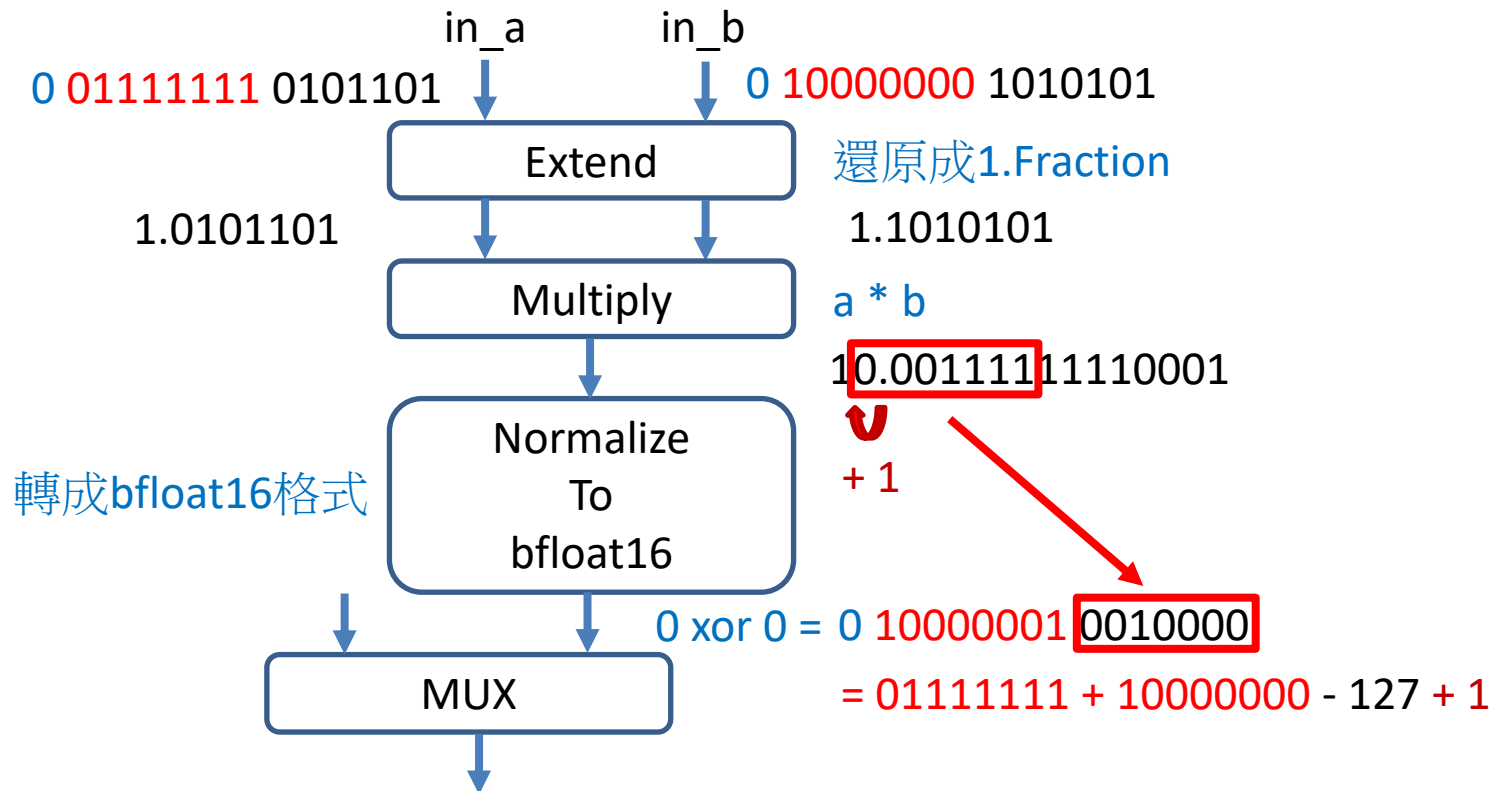 in_a
in_b
0 01111111 0101101
0 10000000 1010101
Extend
還原成1.Fraction
1.0101101
1.1010101
Multiply
a * b
10.00111111110001
+ 1
Normalize
To
bfloat16
轉成bfloat16格式
0 xor 0 = 0 10000001 0010000
= 01111111 + 10000000 - 127 + 1
MUX